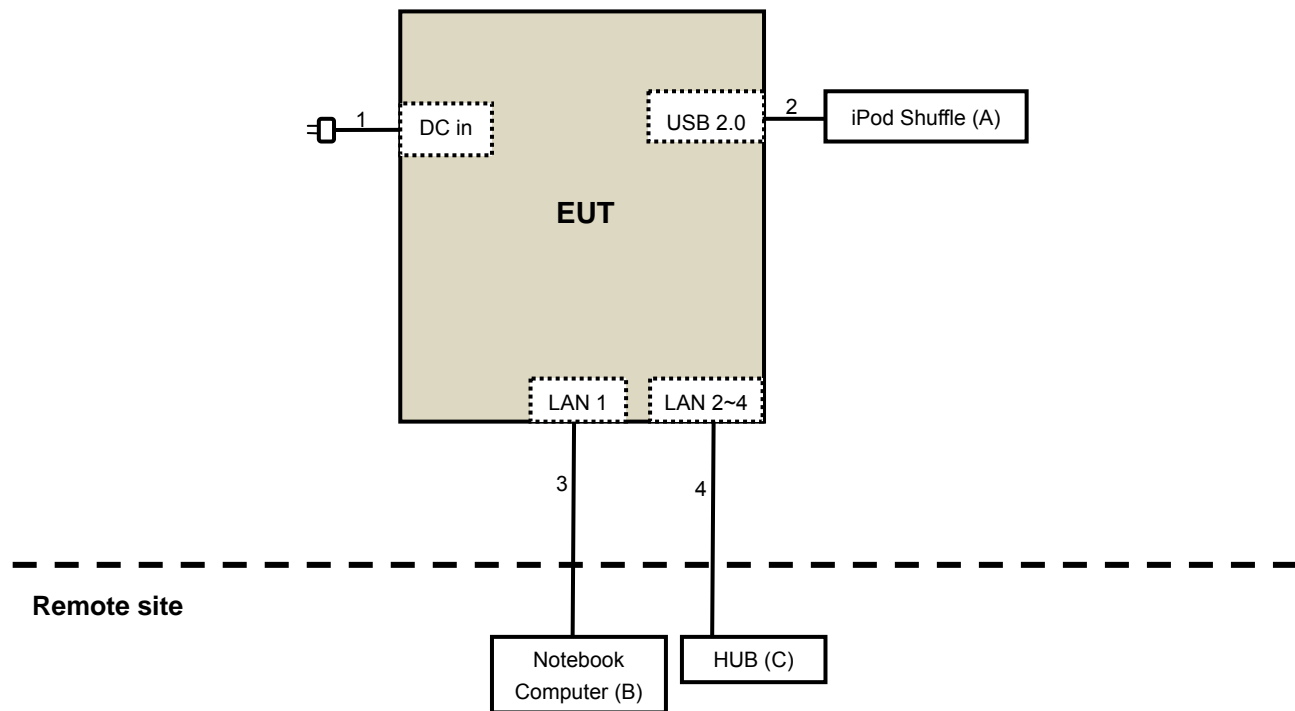 1
DC in
USB 2.0
2
iPod Shuffle (A)
EUT
LAN 1
LAN 2~4
3
4
Remote site
Notebook
Computer (B)
HUB (C)